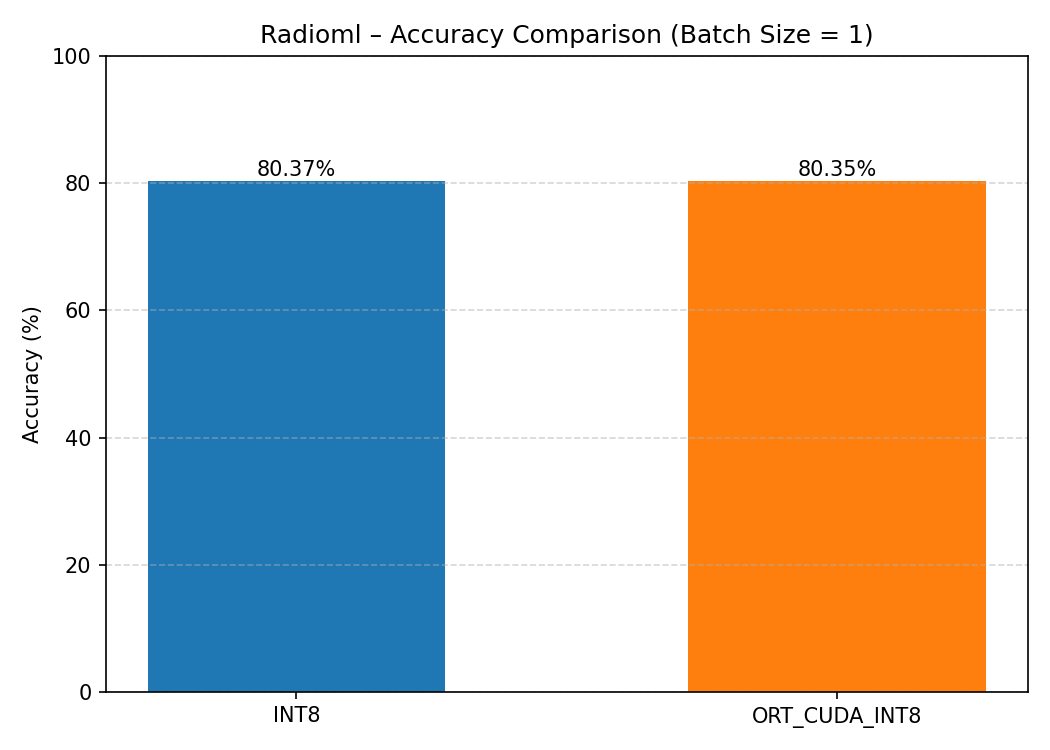 Radioml – Accuracy Comparison (Batch Size = 1)
Accuracy (%)
100
80
60
40
20
0
80.37%
80.35%
INT8
ORT_CUDA_INT8